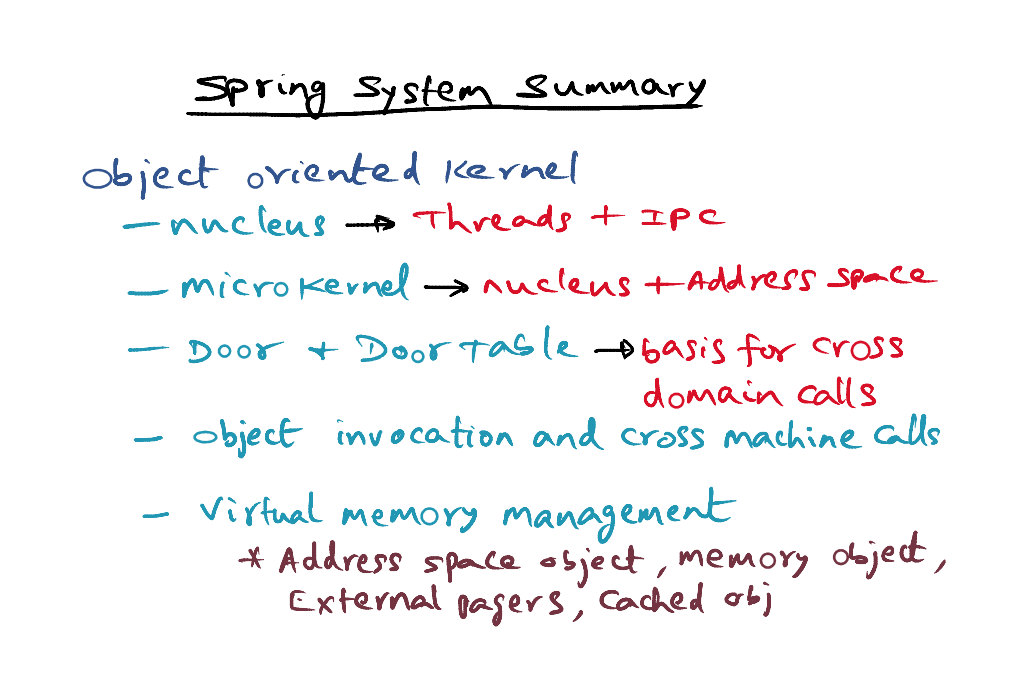 Spring System Summary
Object oriented Kernel
- nucleus → Threads + IPC
- microkernel → nucleus + Address space
- Door + Door Table → basis for cross
domain calls
- object invocation and cross machine calls
- Virtual memory management
* Address space object, memory object,
External pagers, Cached obj